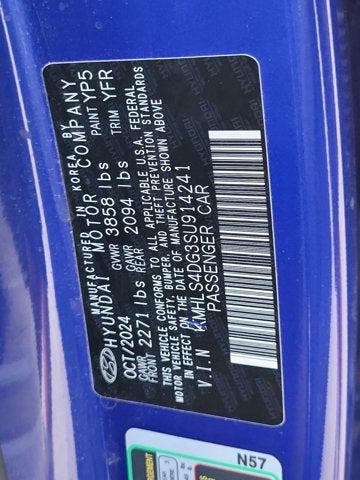 MANUFACTURED IN KOREA BY
HYUNDAI MOTOR COMPANY
OCT/2024 GVWR 3858 lbs PAINT YP5
GAWR FRONT 2271 lbs GAWR REAR 2094 lbs TRIM YFR
THIS VEHICLE CONFORMS TO ALL APPLICABLE U.S.A. FEDERAL
MOTOR VEHICLE SAFETY, BUMPER, AND THEFT PREVENTION STANDARDS
IN EFFECT ON THE DATE OF MANUFACTURE SHOWN ABOVE.
V.I.N KMHLS4DG3SU914241
PASSENGER CAR
N57